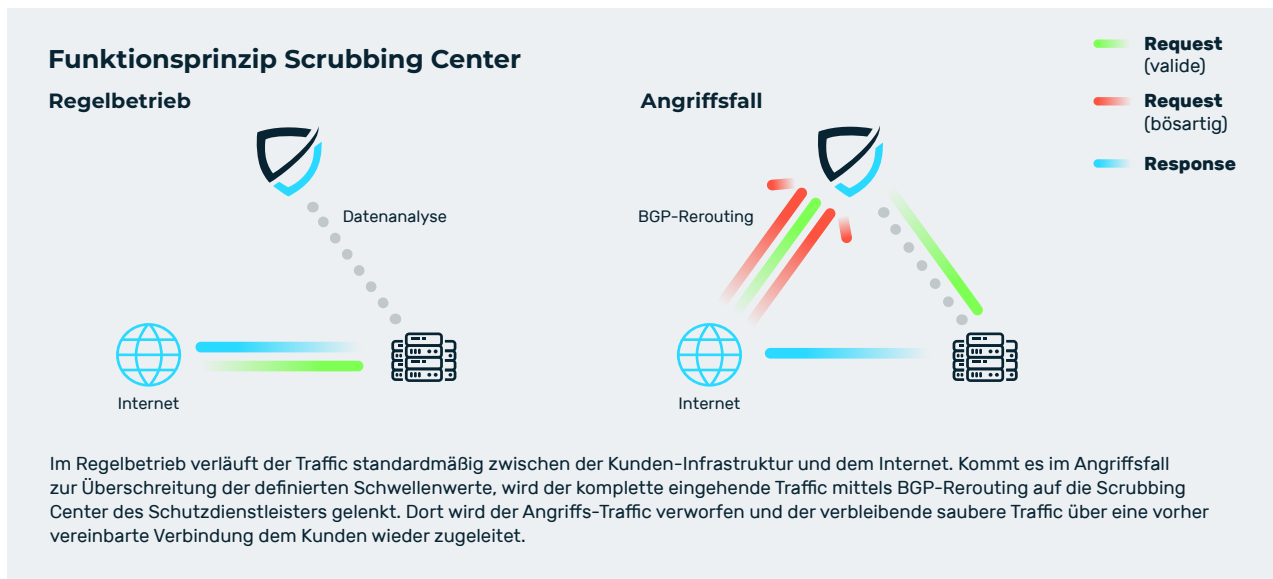 Funktionsprinzip Scrubbing Center
Regelbetrieb
Datenanalyse
Internet
Angriffsfall
BGP-Rerouting
Internet
Request
(valide)
Request
(bösartig)
Response
Im Regelbetrieb verläuft der Traffic standardmäßig zwischen der Kunden-Infrastruktur und dem Internet. Kommt es im Angriffsfall
zur Überschreitung der definierten Schwellenwerte, wird der komplette eingehende Traffic mittels BGP-Rerouting auf die Scrubbing
Center des Schutzdienstleisters gelenkt. Dort wird der Angriffs-Traffic verworfen und der verbleibende saubere Traffic über eine vorher
vereinbarte Verbindung dem Kunden wieder zugeleitet.